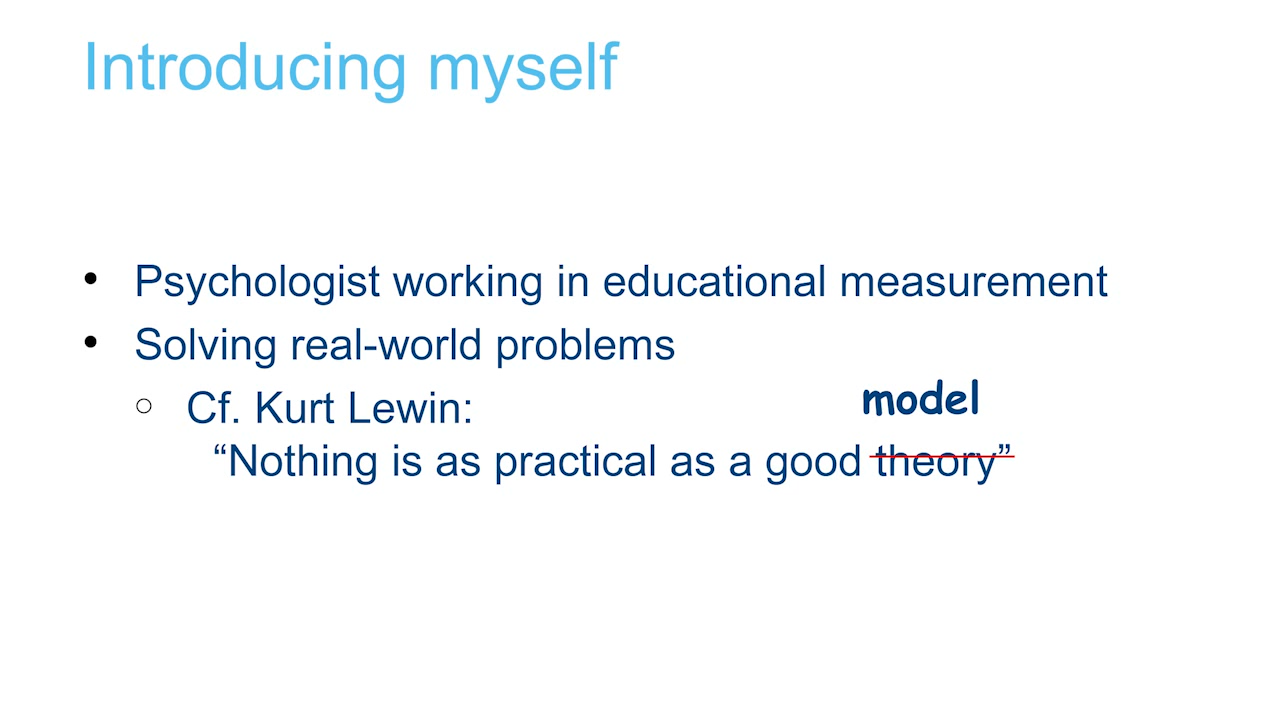 Introducing myself
• Psychologist working in educational measurement
• Solving real-world problems
○ Cf. Kurt Lewin:
model
“Nothing is as practical as a good theory”